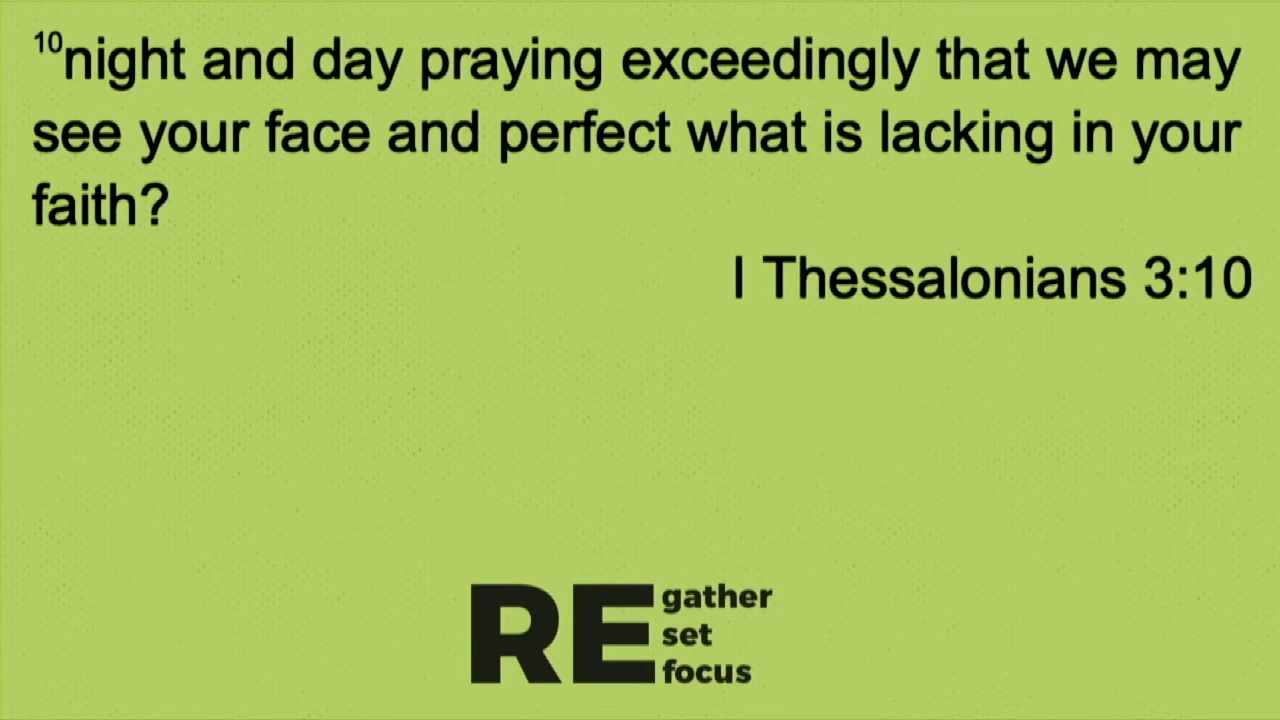 10night and day praying exceedingly that we may
see your face and perfect what is lacking in your
faith?
I Thessalonians 3:10
RE gather
set
focus